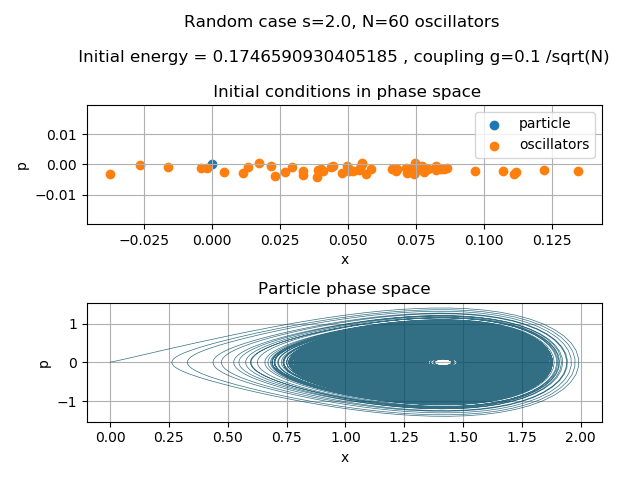 Random case s=2.0, N=60 oscillators
Initial energy = 0.1746590930405185 , coupling g=0.1 /sqrt(N)
Initial conditions in phase space
particle
oscillators
0.01
0.00
−0.01
p
−0.025
0.000
0.025
0.050
0.075
0.100
0.125
x
Particle phase space
1
0
−1
p
0.00
0.25
0.50
0.75
1.00
1.25
1.50
1.75
2.00
x